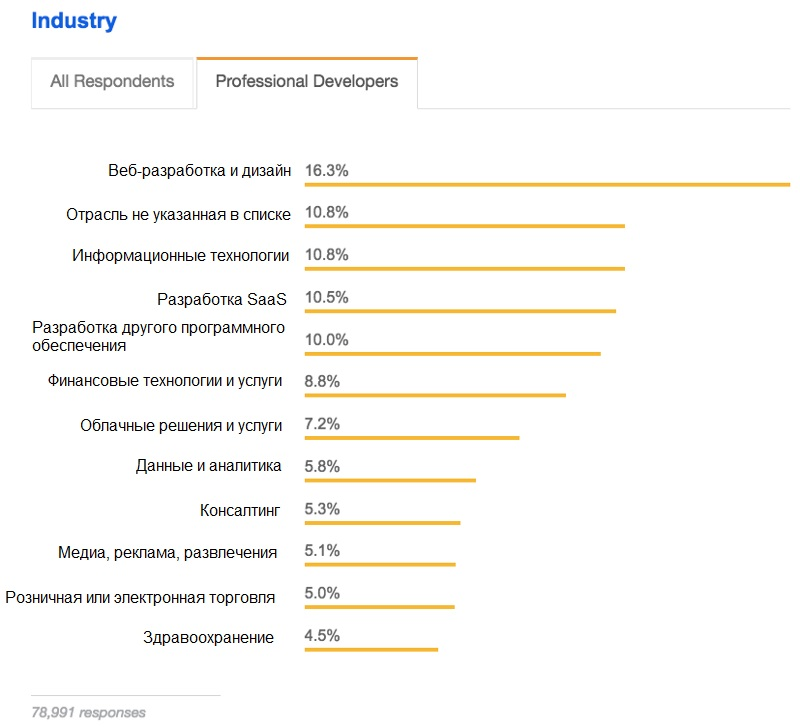 Industry
All Respondents
Professional Developers
Веб-разработка и дизайн 16.3%
Отрасль не указанная в списке 10.8%
Информационные технологии 10.8%
Разработка SaaS 10.5%
Разработка другого программного
обеспечения 10.0%
Финансовые технологии и услуги 8.8%
Облачные решения и услуги 7.2%
Данные и аналитика 5.8%
Консалтинг 5.3%
Медиа, реклама, развлечения 5.1%
Розничная или электронная торговля 5.0%
Здравоохранение 4.5%
78,991 responses